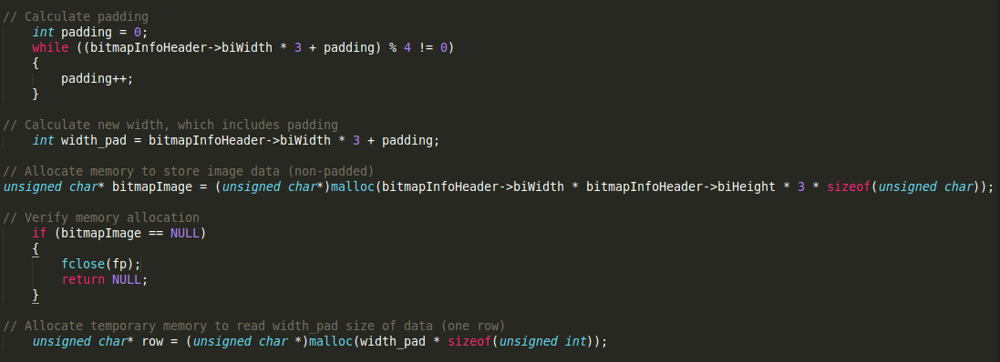 // Calculate padding
int padding = 0;
while ((bitmapInfoHeader->biWidth * 3 + padding) % 4 != 0)
{
padding++;
}
// Calculate new width, which includes padding
int width_pad = bitmapInfoHeader->biWidth * 3 + padding;
// Allocate memory to store image data (non-padded)
unsigned char* bitmapImage = (unsigned char*)malloc(bitmapInfoHeader->biWidth * bitmapInfoHeader->biHeight * 3 * sizeof(unsigned char));
// Verify memory allocation
if (bitmapImage == NULL)
{
fclose(fp);
return NULL;
}
// Allocate temporary memory to read width_pad size of data (one row)
unsigned char* row = (unsigned char *)malloc(width_pad * sizeof(unsigned int));